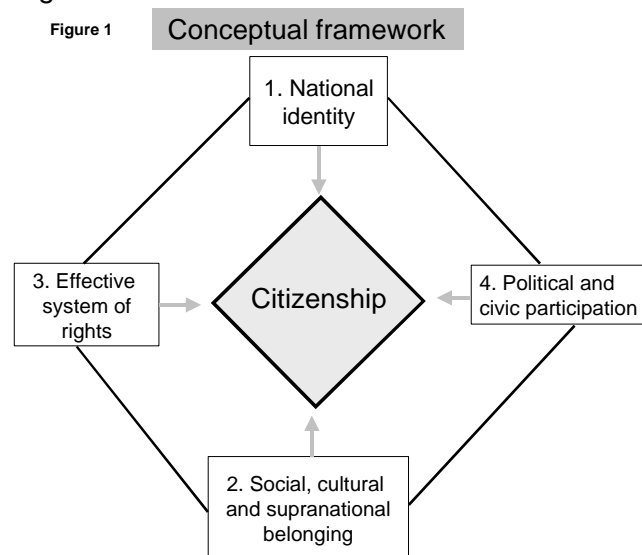 Figure 1
Conceptual framework
1. National
identity
3. Effective
system of
rights
Citizenship
4. Political and
civic participation
2. Social, cultural
and supranational
belonging